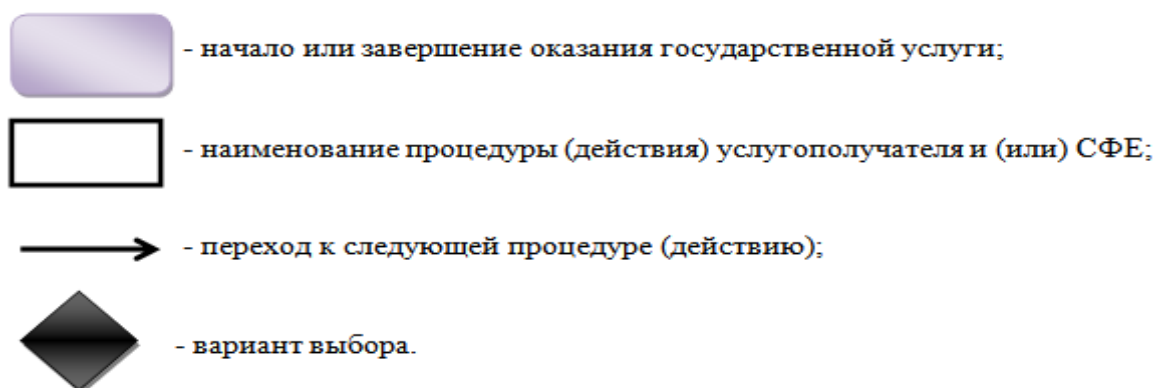 - начало или завершение оказания государственной услуги;
- наименование процедуры (действия) услугополучателя и (или) СФЕ;
- переход к следующей процедуре (действию);
- вариант выбора.